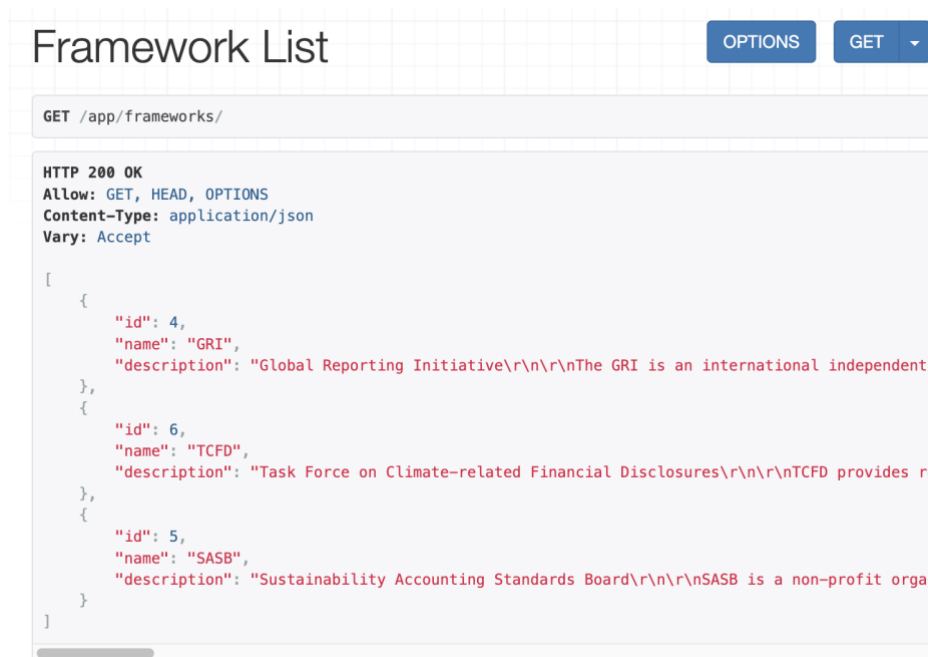 Framework List
OPTIONS
GET
GET /app/frameworks/
HTTP 200 OK
Allow: GET, HEAD, OPTIONS
Content-Type: application/json
Vary: Accept
[
{
"id": 4,
"name": "GRI",
"description": "Global Reporting Initiative\r\n\r\nThe GRI is an international independent
},
{
"id": 6,
"name": "TCFD",
"description": "Task Force on Climate-related Financial Disclosures\r\n\r\nTCFD provides r
},
{
"id": 5,
"name": "SASB",
"description": "Sustainability Accounting Standards Board\r\n\r\nSASB is a non-profit orga
}
]